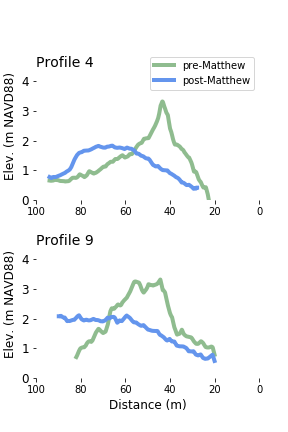 Profile 4
pre-Matthew
post-Matthew
Elev. (m NAVD88)
4
3
2
1
0
100 80 60 40 20 0
Profile 9
Elev. (m NAVD88)
4
3
2
1
0
100 80 60 40 20 0
Distance (m)